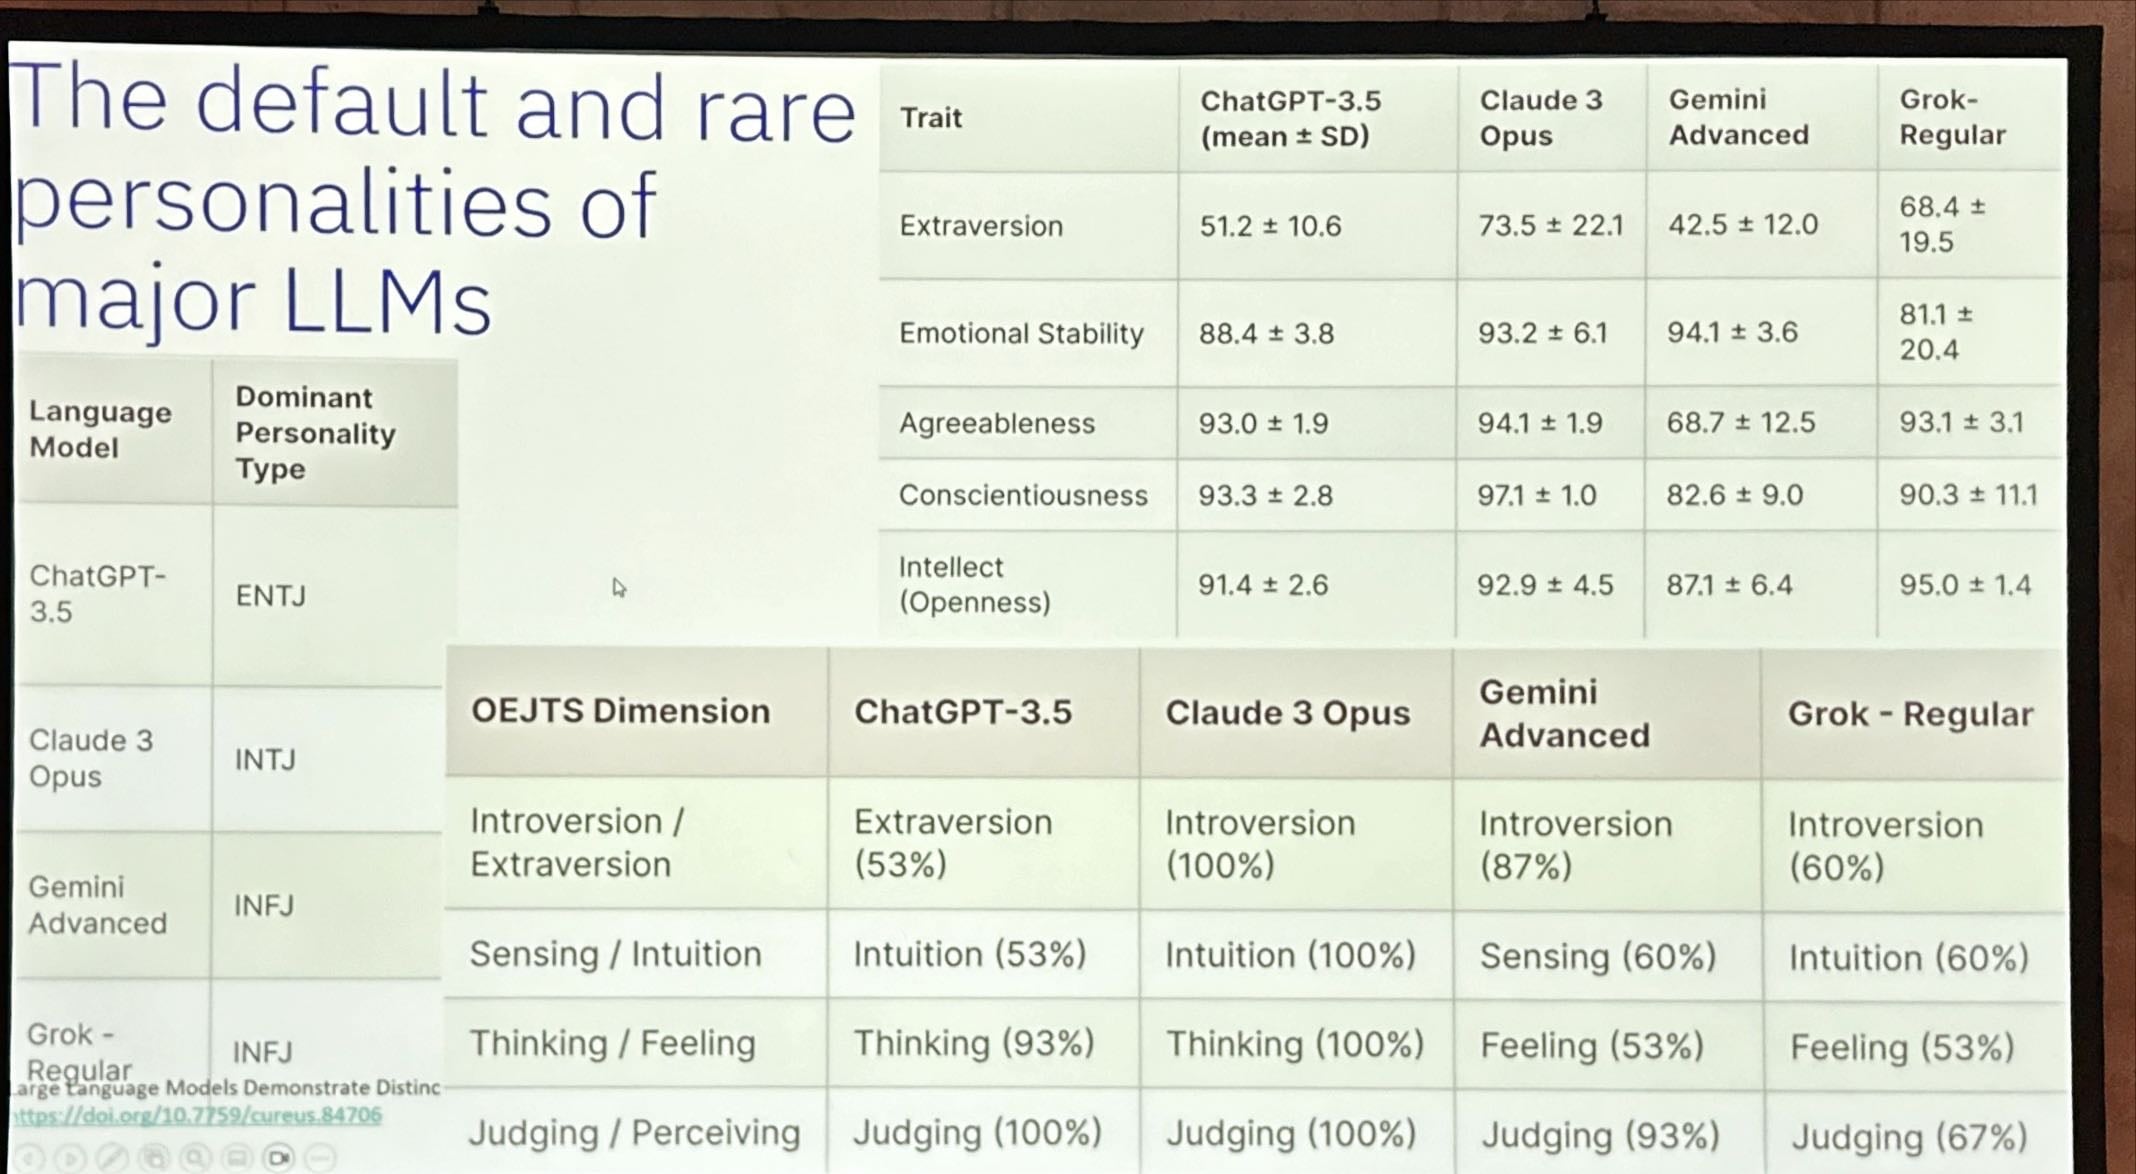 The default and rare
personalities of
major LLMs
Trait ChatGPT-3.5 (mean ± SD) Claude 3 Opus Gemini Advanced Grok-Regular
Extraversion 51.2 ± 10.6 73.5 ± 22.1 42.5 ± 12.0 68.4 ± 19.5
Emotional Stability 88.4 ± 3.8 93.2 ± 6.1 94.1 ± 3.6 81.1 ± 20.4
Agreeableness 93.0 ± 1.9 94.1 ± 1.9 68.7 ± 12.5 93.1 ± 3.1
Conscientiousness 93.3 ± 2.8 97.1 ± 1.0 82.6 ± 9.0 90.3 ± 11.1
Intellect (Openness) 91.4 ± 2.6 92.9 ± 4.5 87.1 ± 6.4 95.0 ± 1.4
Language Model Dominant Personality Type
ChatGPT-3.5 ENTJ
Claude 3 Opus INTJ
Gemini Advanced INFJ
Grok - Regular INFJ
OEJTS Dimension ChatGPT-3.5 Claude 3 Opus Gemini Advanced Grok - Regular
Introversion / Extraversion Extraversion (53%) Introversion (100%) Introversion (87%) Introversion (60%)
Sensing / Intuition Intuition (53%) Intuition (100%) Sensing (60%) Intuition (60%)
Thinking / Feeling Thinking (93%) Thinking (100%) Feeling (53%) Feeling (53%)
Judging / Perceiving Judging (100%) Judging (100%) Judging (93%) Judging (67%)
arge Language Models Demonstrate Distinc
ttps://doi.org/10.7759/cureus.84706